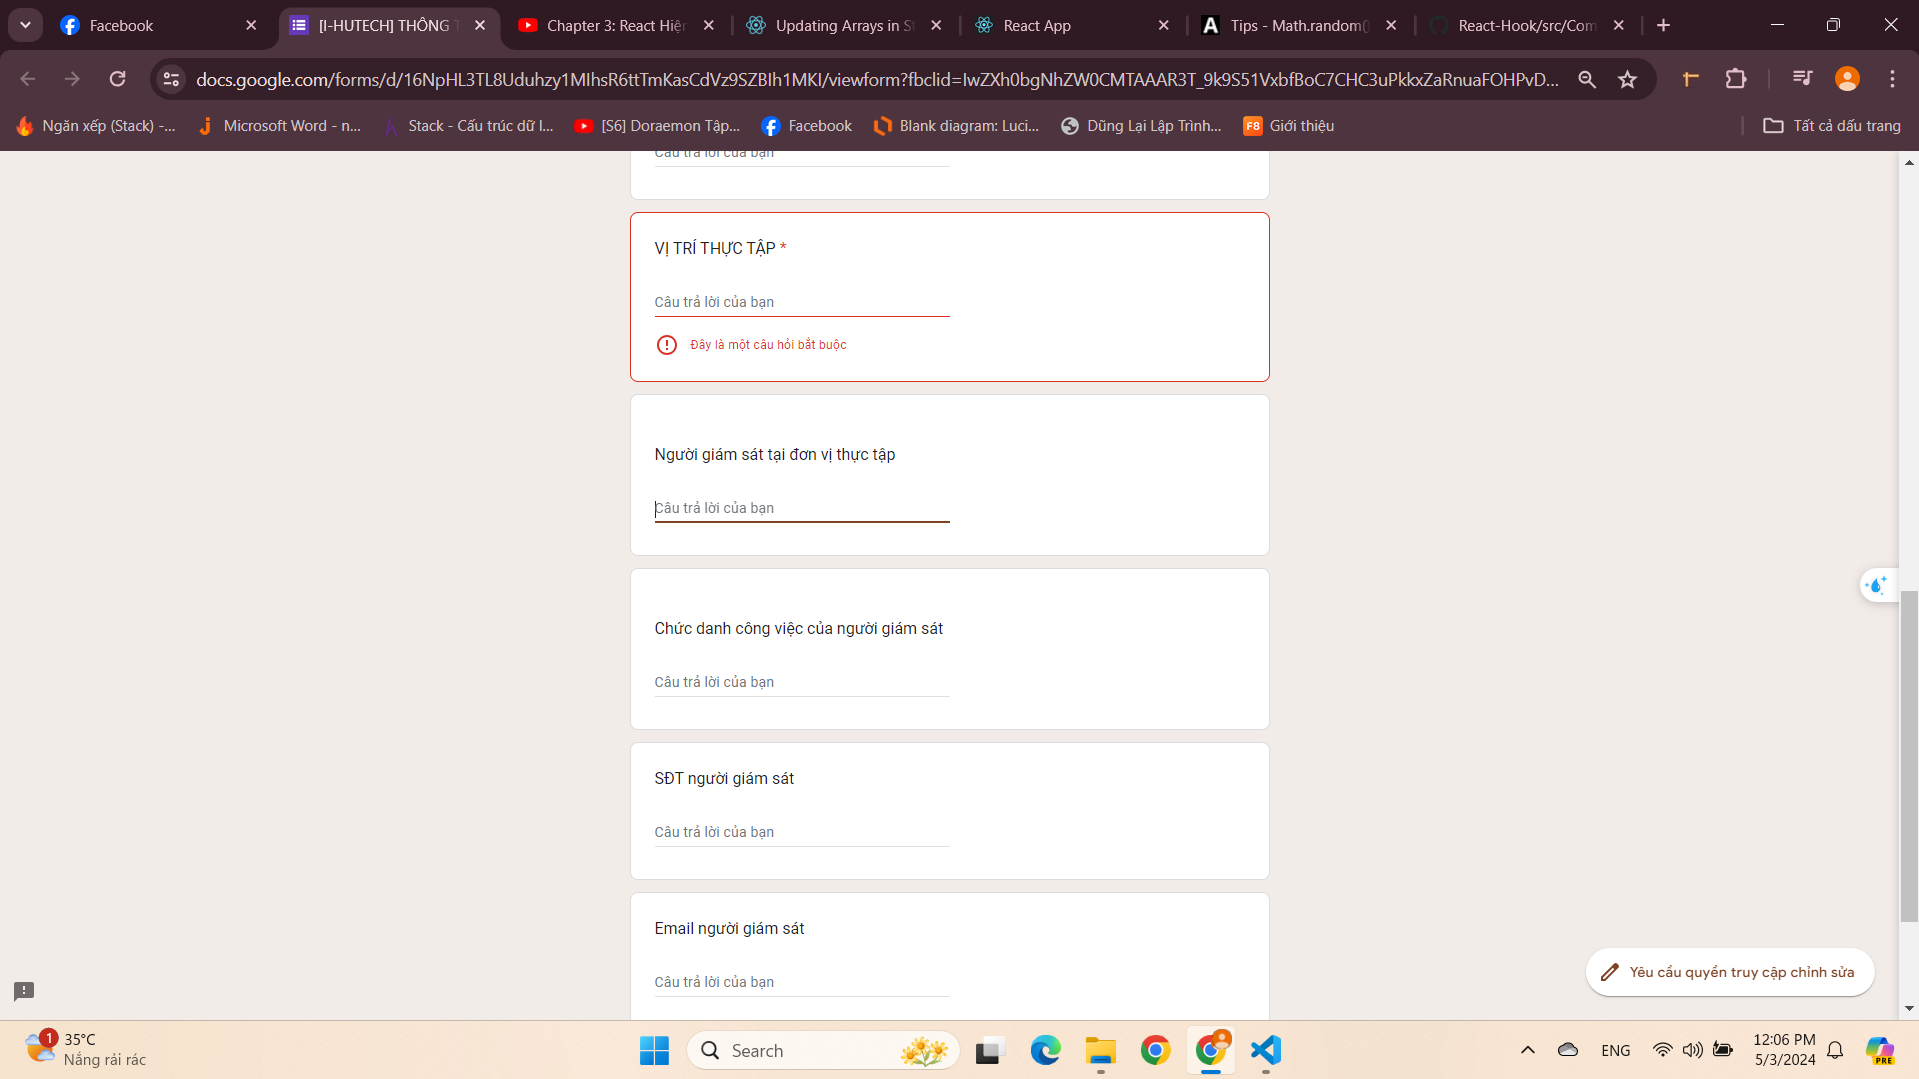 Facebook
[I-HUTECH] THÔNG T
Chapter 3: React Hiện
Updating Arrays in St
React App
Tips - Math.random()
React-Hook/src/Com
docs.google.com/forms/d/16NpHL3TL8Uduhzy1MIhsR6ttTmKasCdVz9SZBIh1MKI/viewform?fbclid=IwZXh0bgNhZW0CMTAAAR3T_9k9S51VxbfBoC7CHC3uPkkxZaRnuaFOHPvD...
Ngăn xếp (Stack) -...
Microsoft Word - n...
Stack - Cấu trúc dữ l...
[S6] Doraemon Tập...
Facebook
Blank diagram: Luci...
Dũng Lại Lập Trình...
F8 Giới thiệu
Tất cả dấu trang
Câu trả lời của bạn
VỊ TRÍ THỰC TẬP *
Câu trả lời của bạn
Đây là một câu hỏi bắt buộc
Người giám sát tại đơn vị thực tập
Câu trả lời của bạn
Chức danh công việc của người giám sát
Câu trả lời của bạn
SĐT người giám sát
Câu trả lời của bạn
Email người giám sát
Câu trả lời của bạn
Yêu cầu quyền truy cập chỉnh sửa
1
35°C
Nắng rải rác
Search
ENG
12:06 PM
5/3/2024
PRE